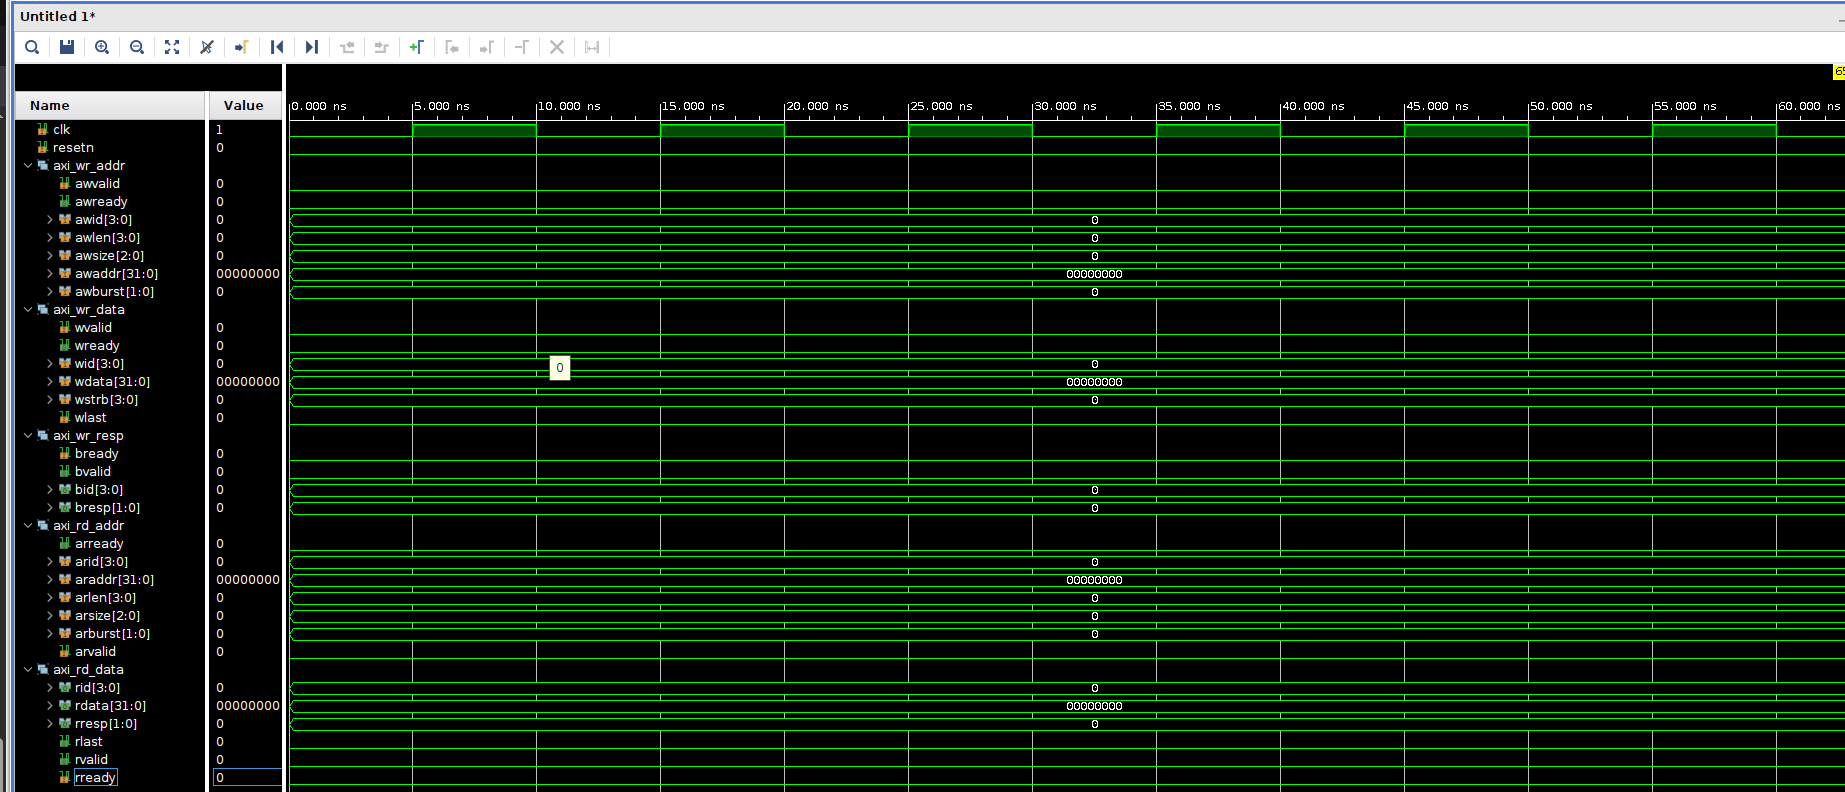 Untitled 1*
65
Name Value 0.000 ns 5.000 ns 10.000 ns 15.000 ns 20.000 ns 25.000 ns 30.000 ns 35.000 ns 40.000 ns 45.000 ns 50.000 ns 55.000 ns 60.000 ns
clk 1
resetn 0
axi_wr_addr
awvalid 0
awready 0
awid[3:0] 0 0
awlen[3:0] 0 0
awsize[2:0] 0 0
awaddr[31:0] 00000000 00000000
awburst[1:0] 0 0
axi_wr_data
wvalid 0
wready 0
wid[3:0] 0 0 0
wdata[31:0] 00000000 00000000
wstrb[3:0] 0 0
wlast 0
axi_wr_resp
bready 0
bvalid 0
bid[3:0] 0 0
bresp[1:0] 0 0
axi_rd_addr
arready 0
arid[3:0] 0 0
araddr[31:0] 00000000 00000000
arlen[3:0] 0 0
arsize[2:0] 0 0
arburst[1:0] 0 0
arvalid 0
axi_rd_data
rid[3:0] 0 0
rdata[31:0] 00000000 00000000
rresp[1:0] 0 0
rlast 0
rvalid 0
rready 0